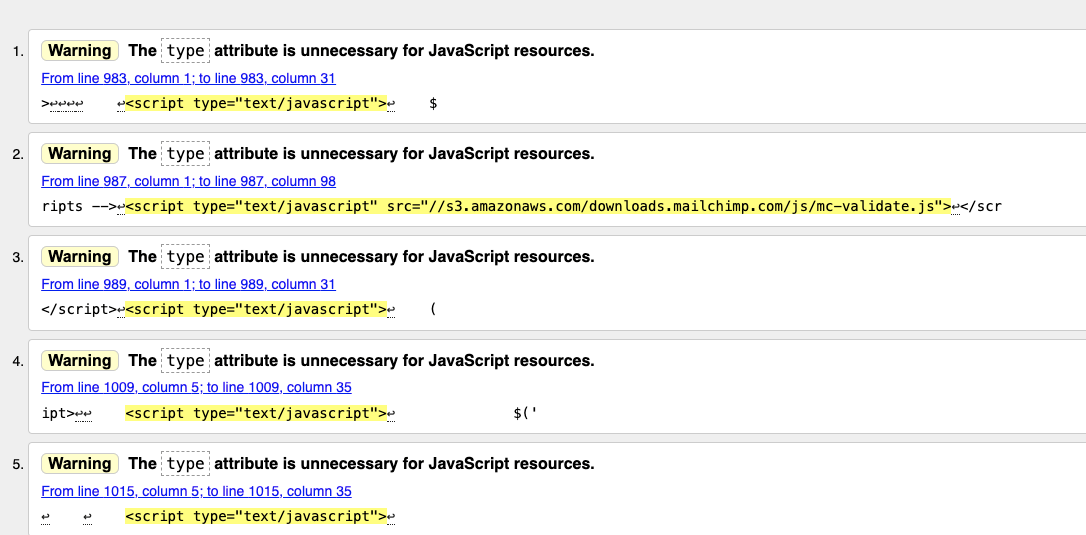 1. Warning The type attribute is unnecessary for JavaScript resources.
From line 983, column 1; to line 983, column 31
>↩↩↩↩    ↩<script type="text/javascript">↩    $
2. Warning The type attribute is unnecessary for JavaScript resources.
From line 987, column 1; to line 987, column 98
ripts -->↩<script type="text/javascript" src="//s3.amazonaws.com/downloads.mailchimp.com/js/mc-validate.js">↩</scr
3. Warning The type attribute is unnecessary for JavaScript resources.
From line 989, column 1; to line 989, column 31
</script>↩<script type="text/javascript">↩    (
4. Warning The type attribute is unnecessary for JavaScript resources.
From line 1009, column 5; to line 1009, column 35
ipt>↩↩    <script type="text/javascript">↩              $('
5. Warning The type attribute is unnecessary for JavaScript resources.
From line 1015, column 5; to line 1015, column 35
↩    ↩    <script type="text/javascript">↩